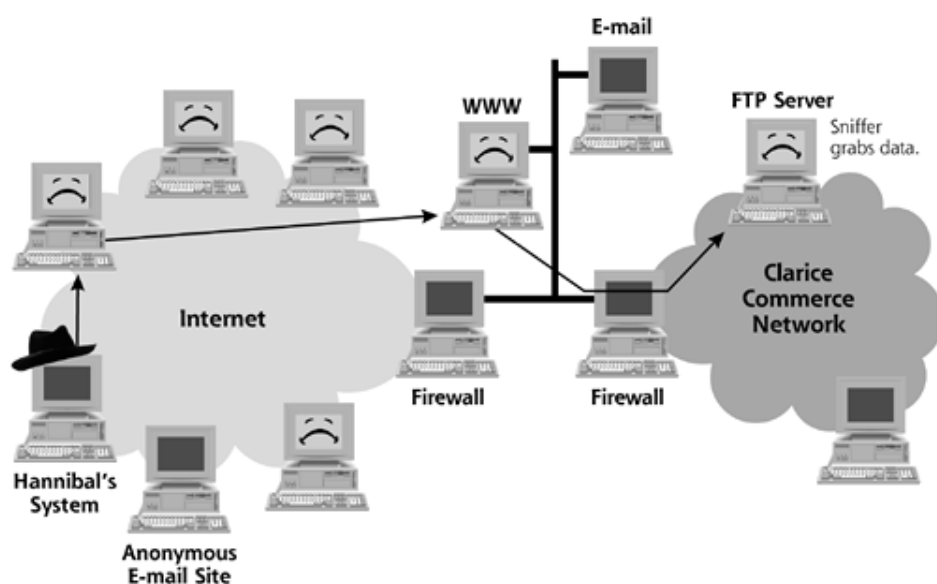 E-mail
WWW
FTP Server
Sniffer
grabs data.
Internet
Clarice
Commerce
Network
Firewall
Firewall
Hannibal's
System
Anonymous
E-mail Site